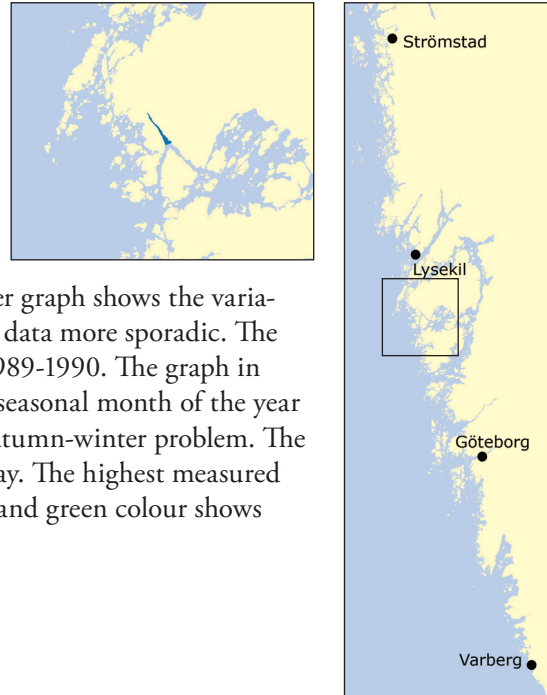 er graph shows the varia-
data more sporadic. The
989-1990. The graph in
seasonal month of the year
utumn-winter problem. The
ay. The highest measured
and green colour shows
Strömstad
Lysekil
Göteborg
Varberg